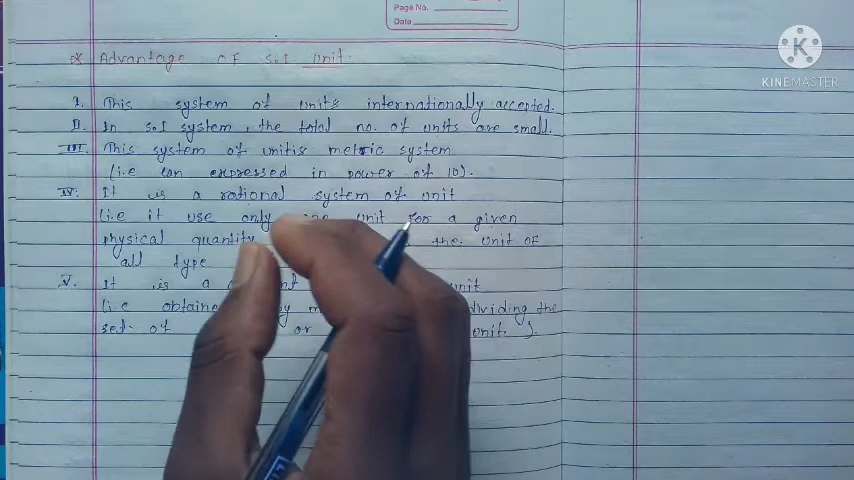 Page No.
Date
K
KINEMASTER
* Advantage OF S.I Unit.
I. This system of units internationally accepted.
II. In S.I system, the total no. of units are small.
III. This system of unitis metric system
(i.e can expressed in power of 10).
IV. It is a rational system of unit
(i.e it use only one unit for a given
physical quantity the unit OF
all type
V. It is a unit
(i.e by dividing the
set of or unit. ).